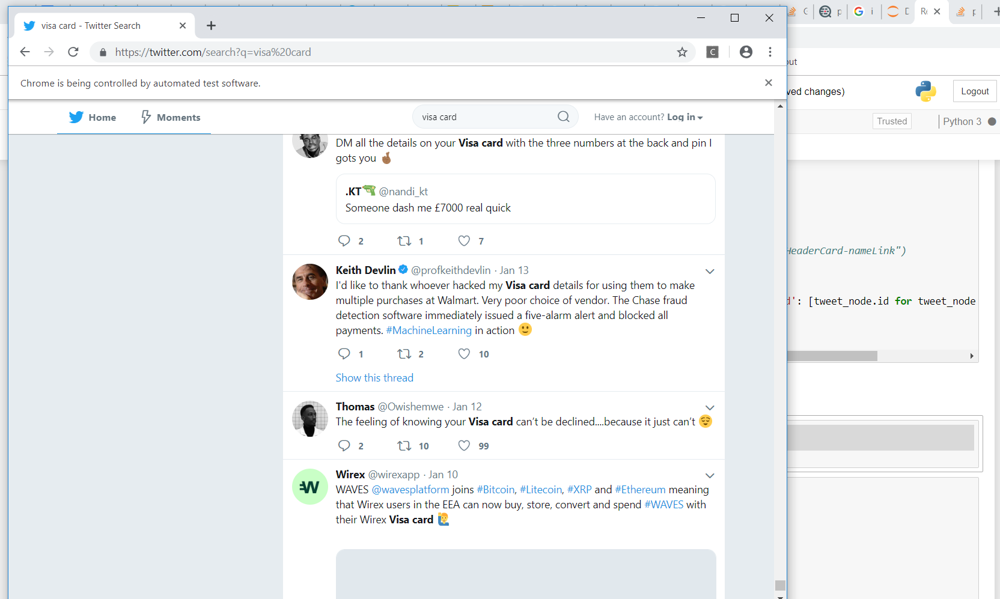 visa card - Twitter Search
https://twitter.com/search?q=visa%20card
C
Chrome is being controlled by automated test software.
Home
Moments
visa card
Have an account? Log in
DM all the details on your Visa card with the three numbers at the back and pin I
gots you
.KT @nandi_kt
Someone dash me £7000 real quick
2 1 7
Keith Devlin @profkeithdevlin · Jan 13
I'd like to thank whoever hacked my Visa card details for using them to make
multiple purchases at Walmart. Very poor choice of vendor. The Chase fraud
detection software immediately issued a five-alarm alert and blocked all
payments. #MachineLearning in action
1 2 10
Show this thread
Thomas @Owishemwe · Jan 12
The feeling of knowing your Visa card can't be declined....because it just can't
2 10 99
Wirex @wirexapp · Jan 10
WAVES @wavesplatform joins #Bitcoin, #Litecoin, #XRP and #Ethereum meaning
that Wirex users in the EEA can now buy, store, convert and spend #WAVES with
their Wirex Visa card
out
ved changes)
Logout
Trusted
Python 3
HeaderCard-nameLink")
d': [tweet_node.id for tweet_node